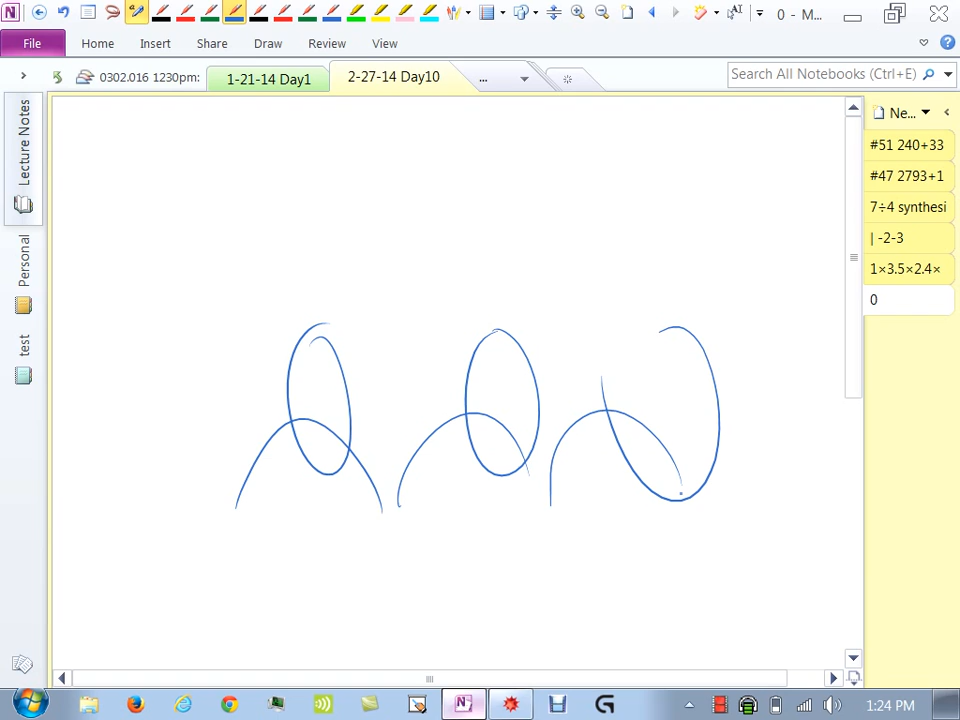 0 - M...
File Home Insert Share Draw Review View
0302.016 1230pm: 1-21-14 Day1 2-27-14 Day10 ...
Search All Notebooks (Ctrl+E)
Lecture Notes
Personal
test
Ne...
#51 240+33
#47 2793+1
7÷4 synthesi
| -2-3
1×3.5×2.4×
0
1:24 PM